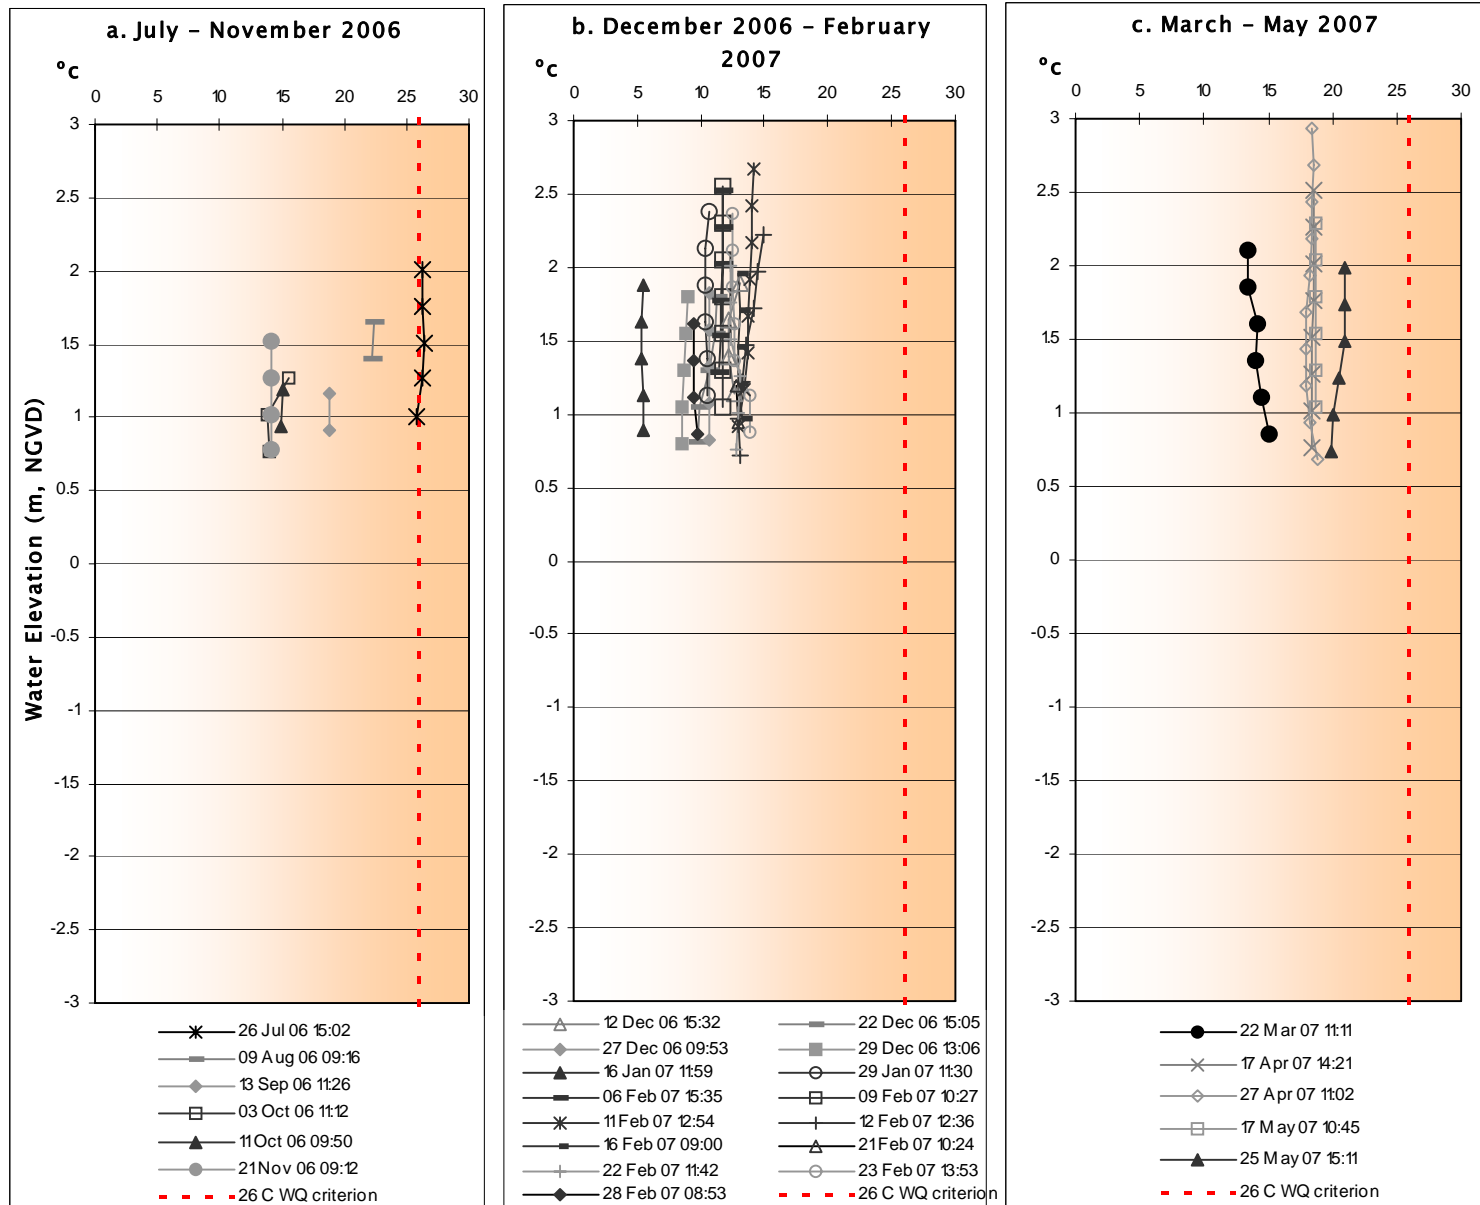 a. July – November 2006
°c
0 5 10 15 20 25 30
3
2.5
2
1.5
1
0.5
0
-0.5
-1
-1.5
-2
-2.5
-3
Water Elevation (m, NGVD)
26 Jul 06 15:02
09 Aug 06 09:16
13 Sep 06 11:26
03 Oct 06 11:12
11 Oct 06 09:50
21 Nov 06 09:12
26 C WQ criterion
b. December 2006 – February
2007
°c
0 5 10 15 20 25 30
3
2.5
2
1.5
1
0.5
0
-0.5
-1
-1.5
-2
-2.5
-3
12 Dec 06 15:32 22 Dec 06 15:05
27 Dec 06 09:53 29 Dec 06 13:06
16 Jan 07 11:59 29 Jan 07 11:30
06 Feb 07 15:35 09 Feb 07 10:27
11 Feb 07 12:54 12 Feb 07 12:36
16 Feb 07 09:00 21 Feb 07 10:24
22 Feb 07 11:42 23 Feb 07 13:53
28 Feb 07 08:53 26 C WQ criterion
c. March – May 2007
°c
0 5 10 15 20 25 30
3
2.5
2
1.5
1
0.5
0
-0.5
-1
-1.5
-2
-2.5
-3
22 Mar 07 11:11
17 Apr 07 14:21
27 Apr 07 11:02
17 May 07 10:45
25 May 07 15:11
26 C WQ criterion